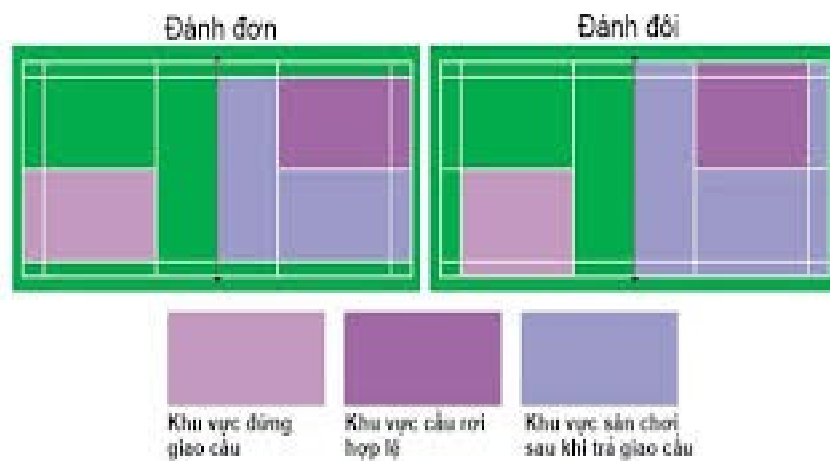 Đánh đơn
Đánh đôi
Khu vực đứng
giao cầu
Khu vực cầu rơi
hợp lệ
Khu vực sân chơi
sau khi trả giao cầu